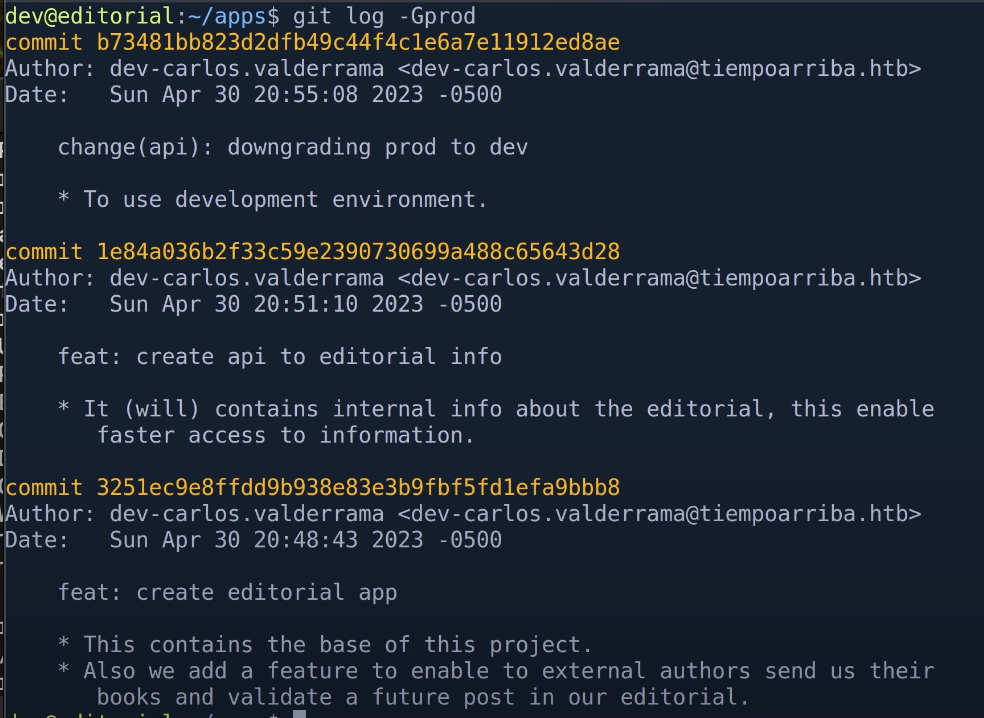 dev@editorial:~/apps$ git log -Gprod
commit b73481bb823d2dfb49c44f4c1e6a7e11912ed8ae
Author: dev-carlos.valderrama <dev-carlos.valderrama@tiempoarriba.htb>
Date:   Sun Apr 30 20:55:08 2023 -0500

    change(api): downgrading prod to dev

    * To use development environment.

commit 1e84a036b2f33c59e2390730699a488c65643d28
Author: dev-carlos.valderrama <dev-carlos.valderrama@tiempoarriba.htb>
Date:   Sun Apr 30 20:51:10 2023 -0500

    feat: create api to editorial info

    * It (will) contains internal info about the editorial, this enable
       faster access to information.

commit 3251ec9e8ffdd9b938e83e3b9fbf5fd1efa9bbb8
Author: dev-carlos.valderrama <dev-carlos.valderrama@tiempoarriba.htb>
Date:   Sun Apr 30 20:48:43 2023 -0500

    feat: create editorial app

    * This contains the base of this project.
    * Also we add a feature to enable to external authors send us their
       books and validate a future post in our editorial.